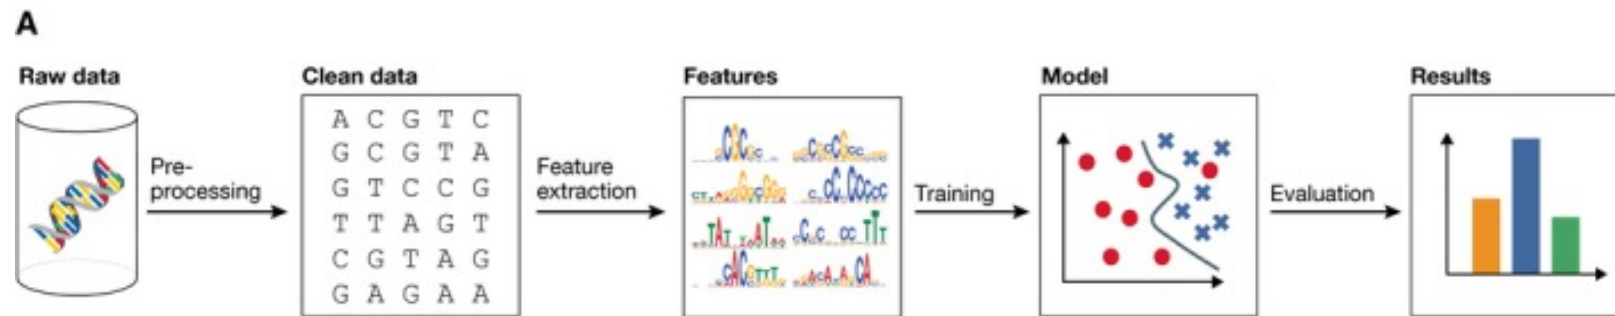 A
Raw data
Clean data
Features
Model
Results
Pre-
processing
Feature
extraction
Training
Evaluation
A C G T C
G C G T A
G T C C G
T T A G T
C G T A G
G A G A A